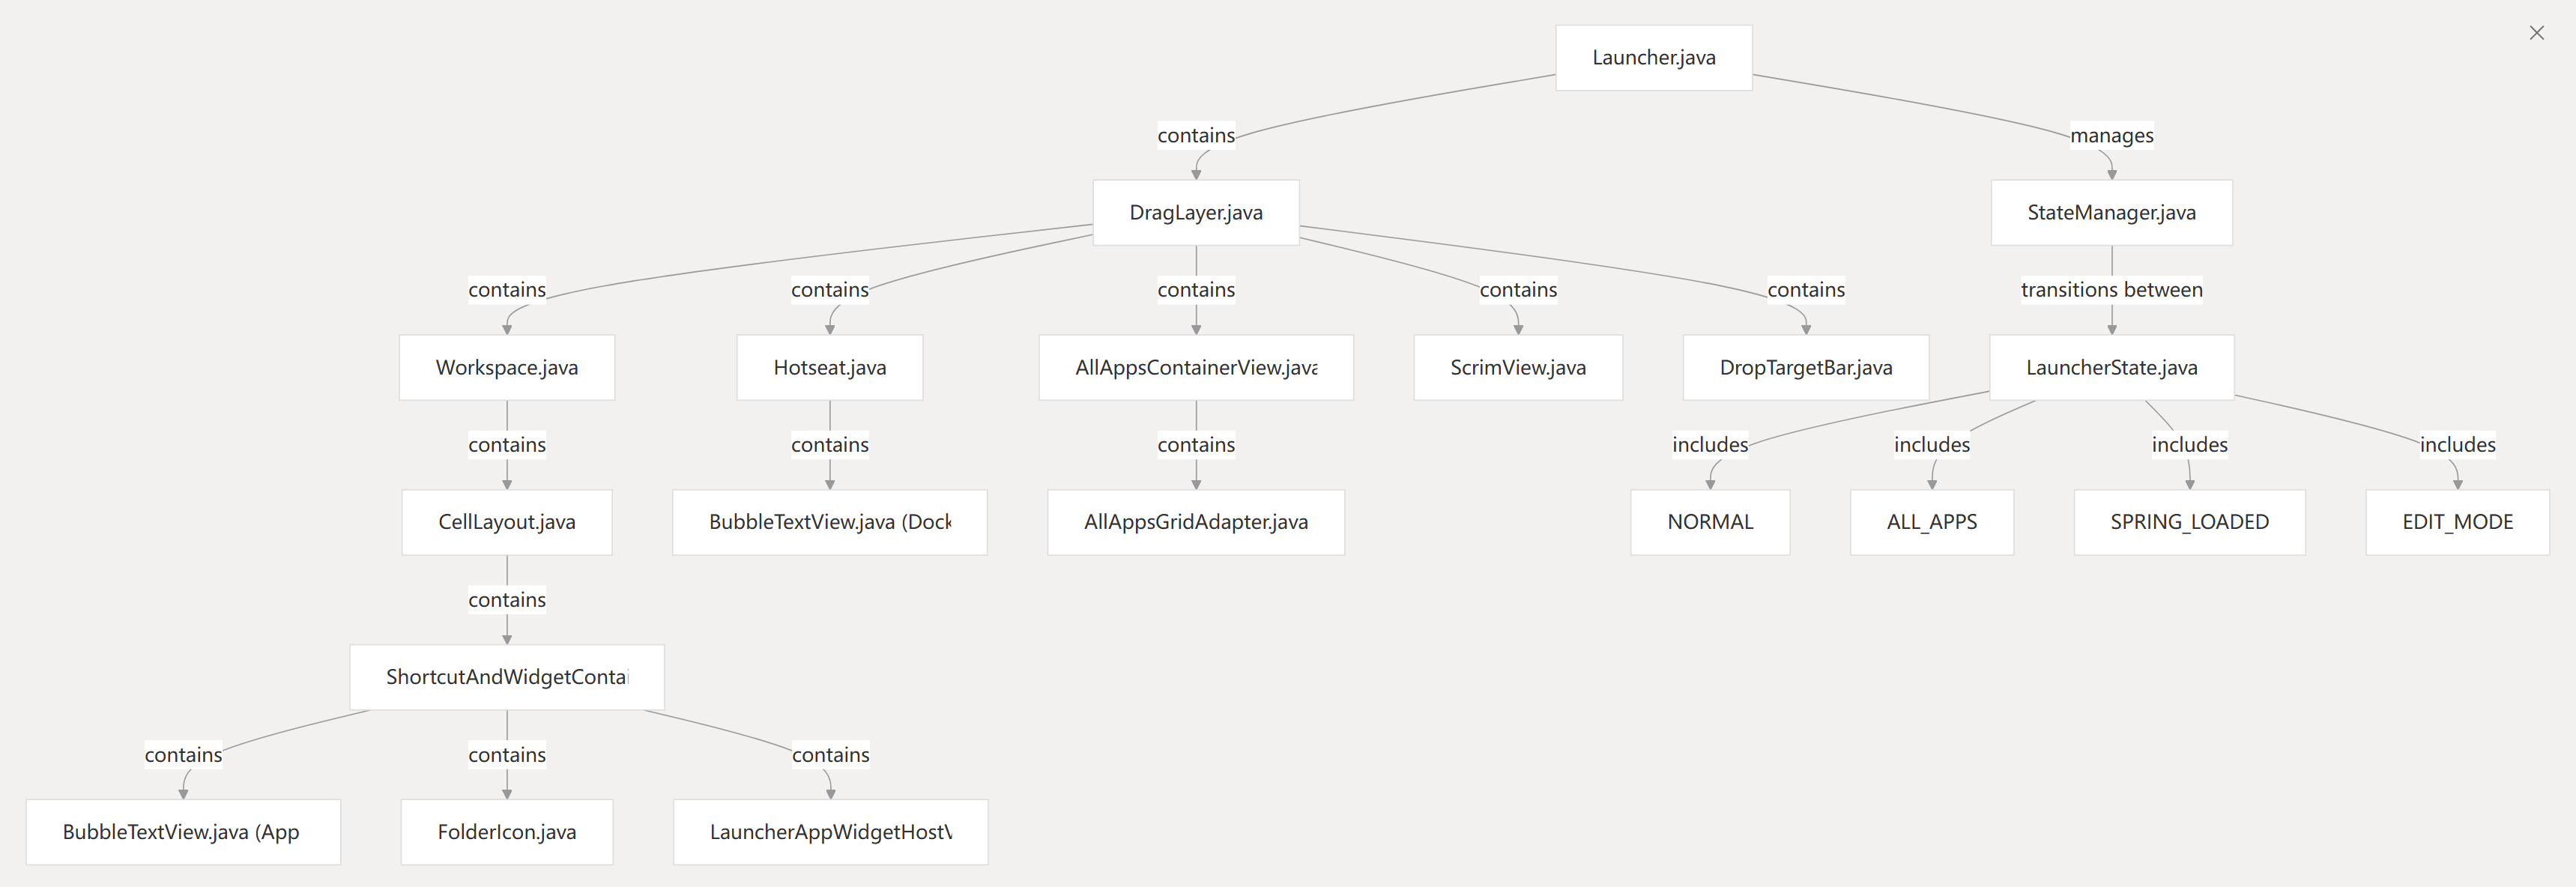 Launcher.java
contains
manages
DragLayer.java
StateManager.java
contains
contains
contains
contains
contains
transitions between
Workspace.java
Hotseat.java
AllAppsContainerView.java
ScrimView.java
DropTargetBar.java
LauncherState.java
contains
contains
contains
includes
includes
includes
includes
CellLayout.java
BubbleTextView.java (Dock
AllAppsGridAdapter.java
NORMAL
ALL_APPS
SPRING_LOADED
EDIT_MODE
contains
ShortcutAndWidgetContai
contains
contains
contains
BubbleTextView.java (App
FolderIcon.java
LauncherAppWidgetHostV